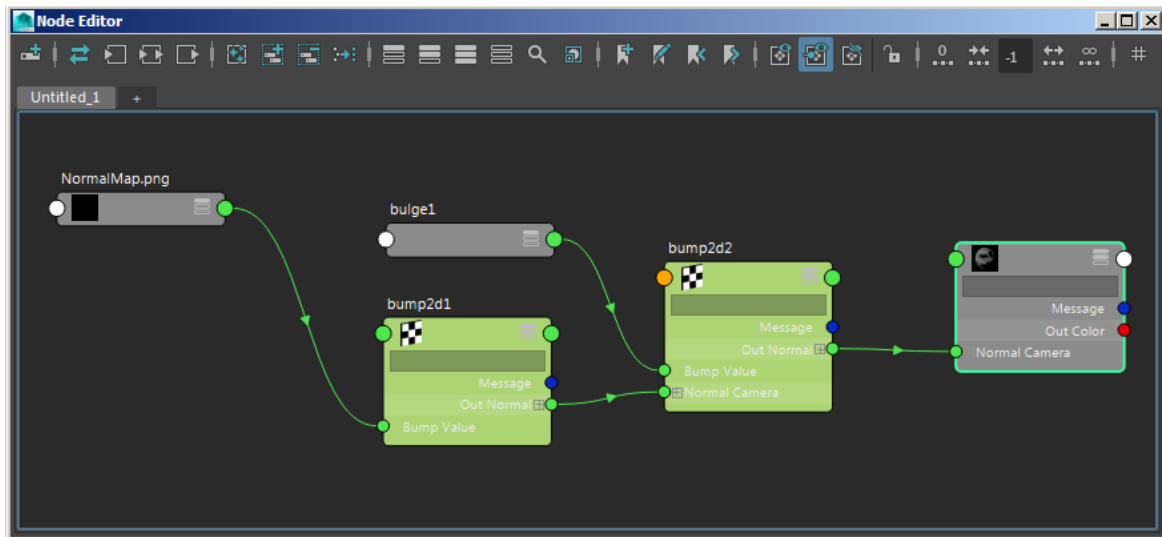 Node Editor
0
-1
∞
Untitled_1 +
NormalMap.png
bulge1
bump2d1
Message
Out Normal
Bump Value
bump2d2
Message
Out Normal
Bump Value
Normal Camera
Message
Out Color
Normal Camera